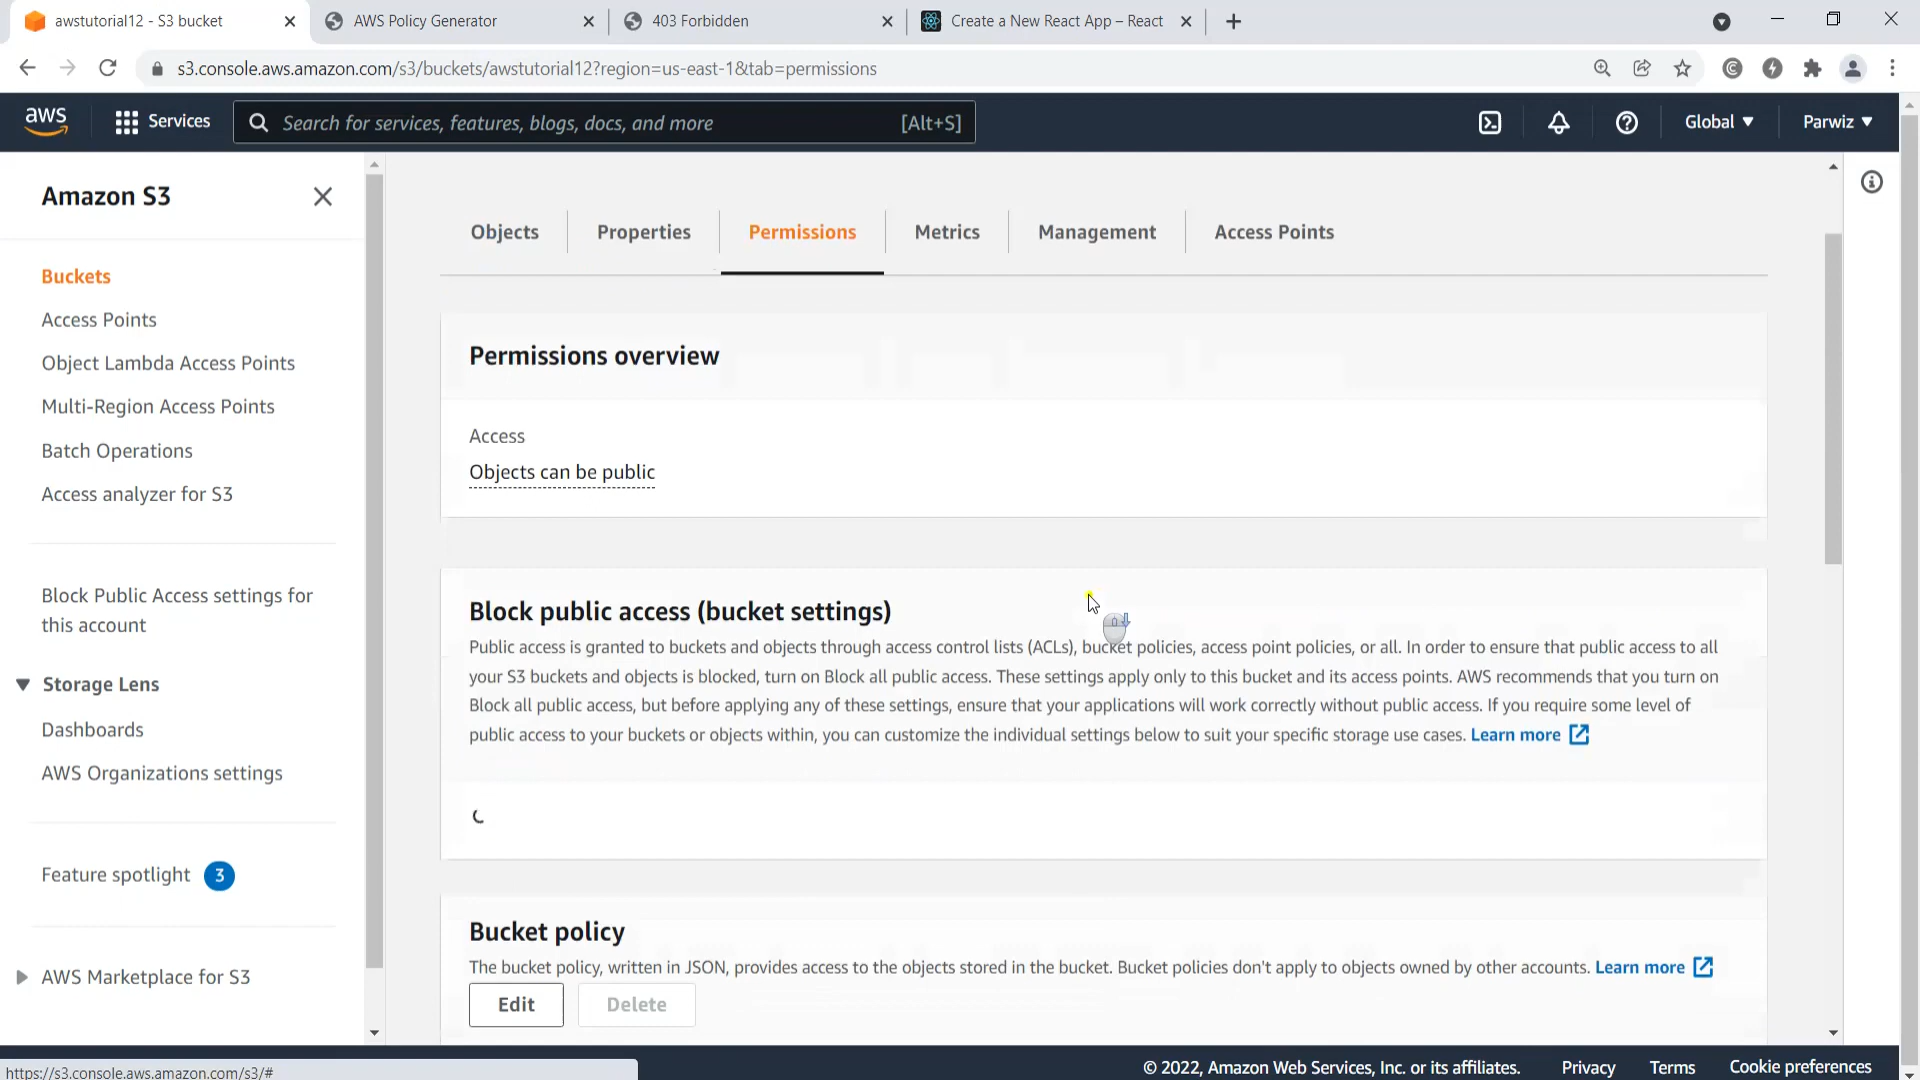 awstutorial12 - S3 bucket
AWS Policy Generator
403 Forbidden
Create a New React App – React
s3.console.aws.amazon.com/s3/buckets/awstutorial12?region=us-east-1&tab=permissions
aws
Services
Search for services, features, blogs, docs, and more
[Alt+S]
Global
Parwiz
Amazon S3
Buckets
Access Points
Object Lambda Access Points
Multi-Region Access Points
Batch Operations
Access analyzer for S3
Block Public Access settings for
this account
Storage Lens
Dashboards
AWS Organizations settings
Feature spotlight 3
AWS Marketplace for S3
Objects
Properties
Permissions
Metrics
Management
Access Points
Permissions overview
Access
Objects can be public
Block public access (bucket settings)
Public access is granted to buckets and objects through access control lists (ACLs), bucket policies, access point policies, or all. In order to ensure that public access to all
your S3 buckets and objects is blocked, turn on Block all public access. These settings apply only to this bucket and its access points. AWS recommends that you turn on
Block all public access, but before applying any of these settings, ensure that your applications will work correctly without public access. If you require some level of
public access to your buckets or objects within, you can customize the individual settings below to suit your specific storage use cases. Learn more
Bucket policy
The bucket policy, written in JSON, provides access to the objects stored in the bucket. Bucket policies don't apply to objects owned by other accounts. Learn more
Edit
Delete
https://s3.console.aws.amazon.com/s3/#
© 2022, Amazon Web Services, Inc. or its affiliates.
Privacy
Terms
Cookie preferences